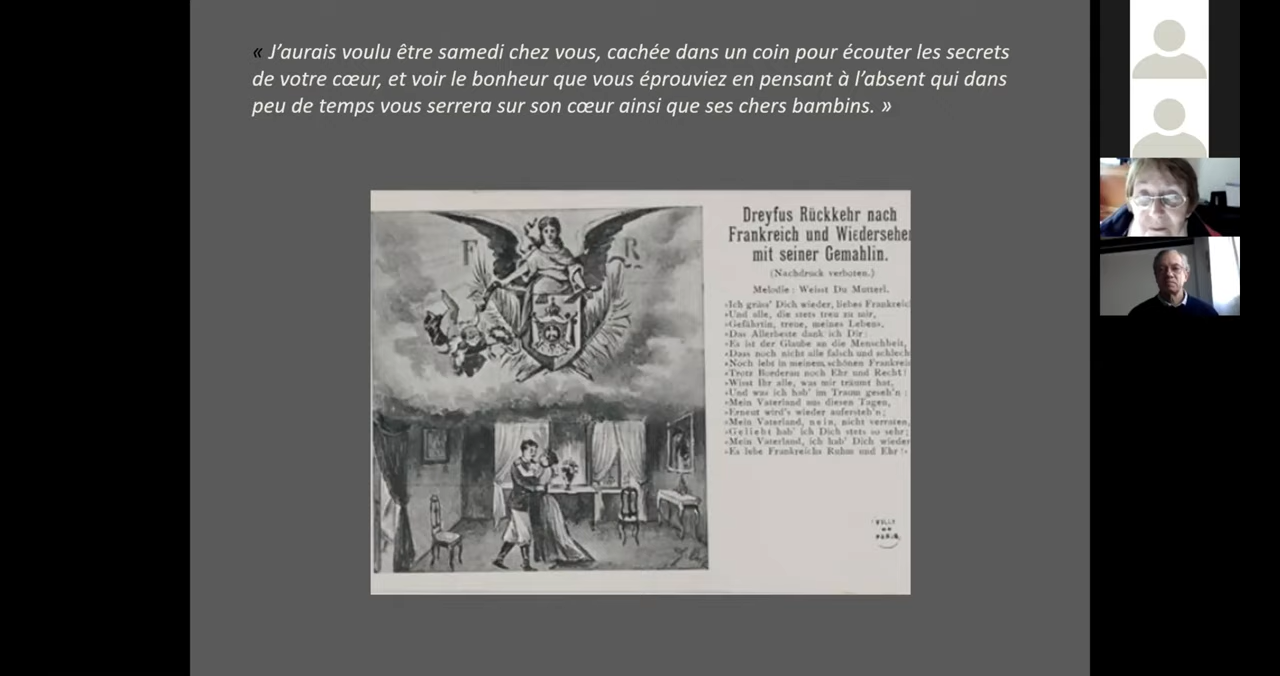 « J’aurais voulu être samedi chez vous, cachée dans un coin pour écouter les secrets
de votre cœur, et voir le bonheur que vous éprouviez en pensant à l’absent qui dans
peu de temps vous serrera sur son cœur ainsi que ses chers bambins. »
F R
Dreyfus Rückkehr nach
Frankreich und Wiedersehen
mit seiner Gemahlin.
(Nachdruck verboten.)
Melodie: Weisst Du Mutterl.
«Ich grüss' Dich wieder, liebes Frankreich
«Und alle, die stets treu zu mir,
«Gefährtin, treue, meines Lebens,
«Das Allerbeste dank ich Dir:
«Es ist der Glaube an die Menschheit,
«Dass noch nicht alle falsch und schlech
«Noch lebt in meinem schönen Frankreic
«Trotz Borderau noch Ehr und Recht!
«Wisst Ihr alle, was mir träumt hat,
«Und was ich hab' im Traum geseh'n:
«Mein Vaterland aus diesen Tagen,
«Erneut wird's wieder aufersteh'n;
«Mein Vaterland, nein, nicht verraten,
«Geliebt hab' ich Dich stets so sehr;
«Mein Vaterland, ich hab' Dich wieder
«Es lebe Frankreichs Ruhm und Ehr!»
VILLE
DE
PARIS